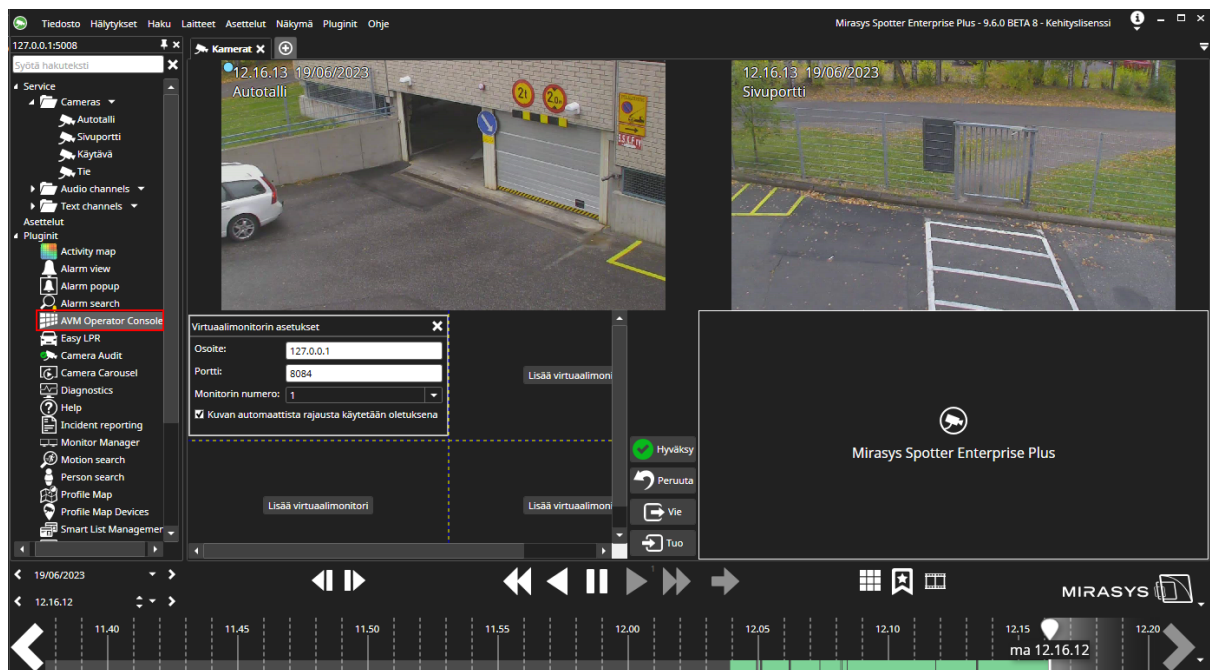 Tiedosto Hälytykset Haku Laitteet Asettelut Näkymä Pluginit Ohje
Mirasys Spotter Enterprise Plus - 9.6.0 BETA 8 - Kehityslisenssi
127.0.0.1:5008
Syötä hakuteksti
Service
Cameras
Autotalli
Sivuportti
Käytävä
Tie
Audio channels
Text channels
Asettelut
Pluginit
Activity map
Alarm view
Alarm popup
Alarm search
AVM Operator Console
Easy LPR
Camera Audit
Camera Carousel
Diagnostics
Help
Incident reporting
Monitor Manager
Motion search
Person search
Profile Map
Profile Map Devices
Smart List Managemer
Kamerat
12.16.13 19/06/2023
Autotalli
12.16.13 19/06/2023
Sivuportti
Virtuaalimonitorin asetukset
Osoite: 127.0.0.1
Portti: 8084
Monitorin numero: 1
Kuvan automaattista rajausta käytetään oletuksena
Lisää virtuaalimoni
Lisää virtuaalimonitori
Lisää virtuaalimoni
Hyväksy
Peruuta
Vie
Tuo
Mirasys Spotter Enterprise Plus
19/06/2023
12.16.12
1
MIRASYS
11.40 11.45 11.50 11.55 12.00 12.05 12.10 12.15 12.20
ma 12.16.12